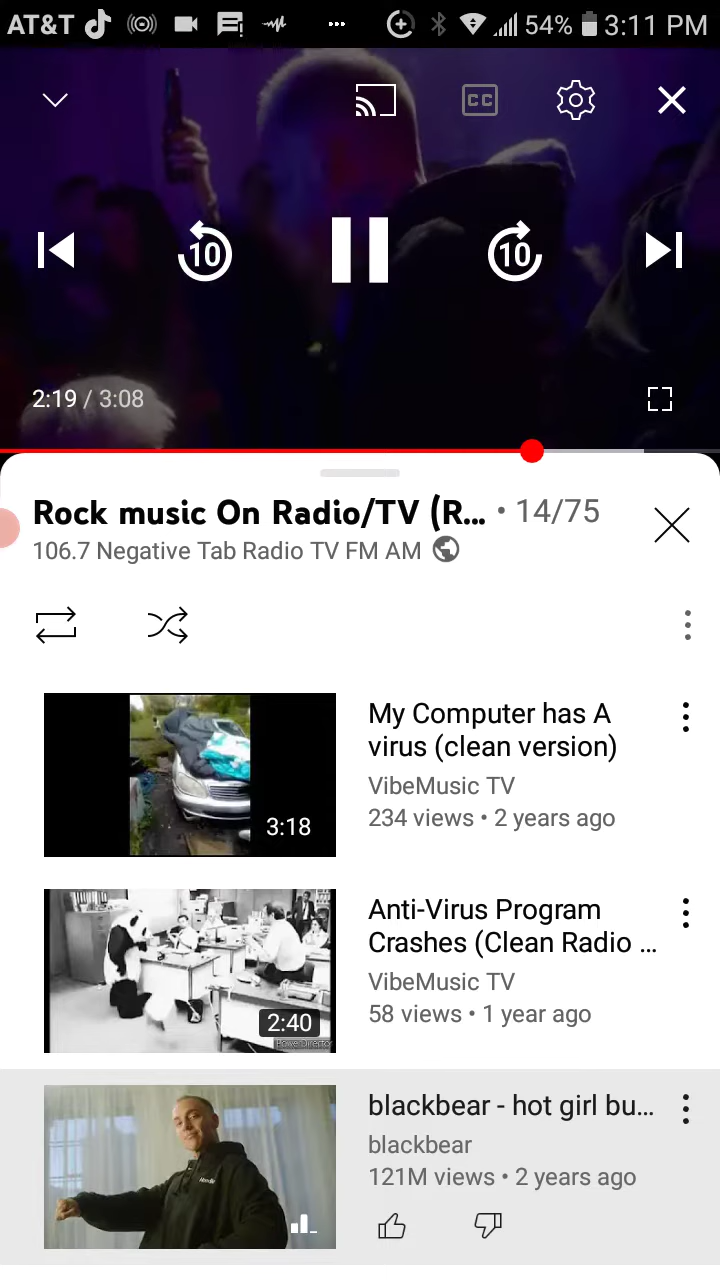 AT&T 54% 3:11 PM
CC
10 10
2:19 / 3:08
Rock music On Radio/TV (R... • 14/75
106.7 Negative Tab Radio TV FM AM
My Computer has A
virus (clean version)
VibeMusic TV
234 views • 2 years ago
3:18
Anti-Virus Program
Crashes (Clean Radio ...
VibeMusic TV
58 views • 1 year ago
2:40
PowerDirector
blackbear - hot girl bu...
blackbear
121M views • 2 years ago